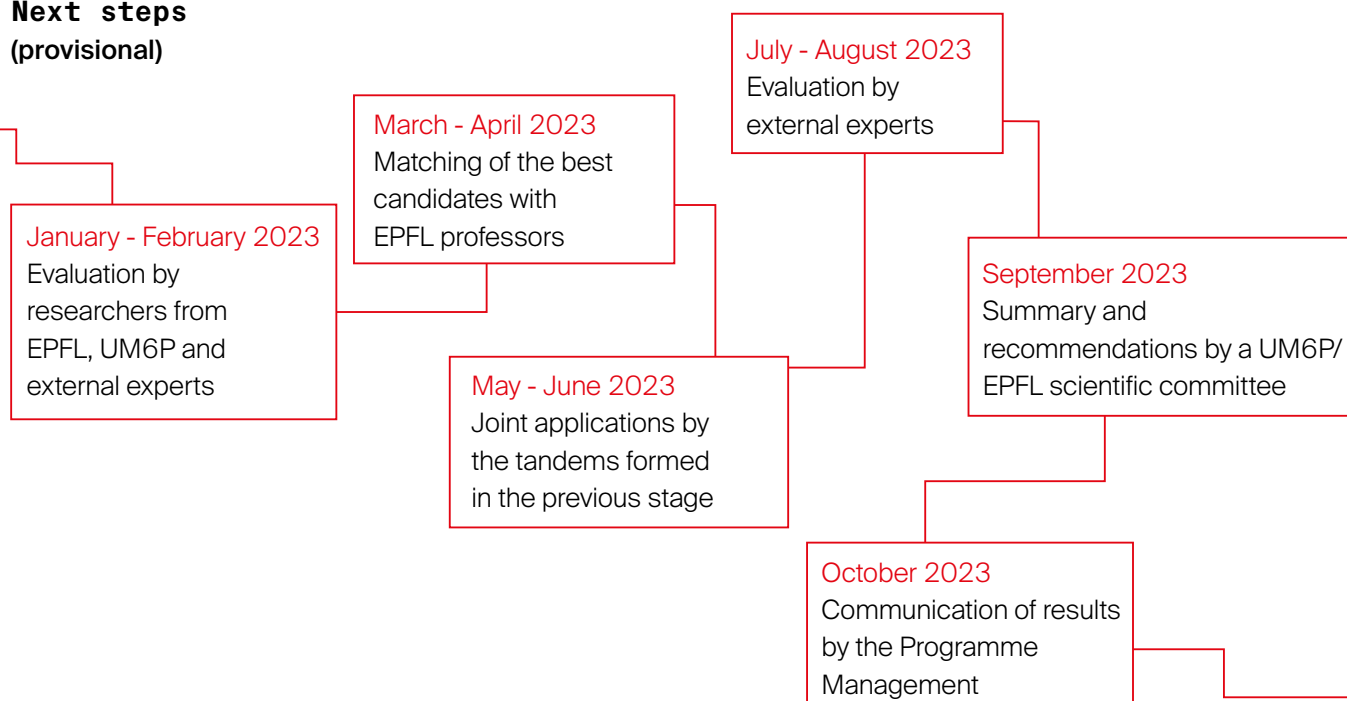 Next steps
(provisional)
January - February 2023
Evaluation by
researchers from
EPFL, UM6P and
external experts
March - April 2023
Matching of the best
candidates with
EPFL professors
May - June 2023
Joint applications by
the tandems formed
in the previous stage
July - August 2023
Evaluation by
external experts
September 2023
Summary and
recommendations by a UM6P/
EPFL scientific committee
October 2023
Communication of results
by the Programme
Management